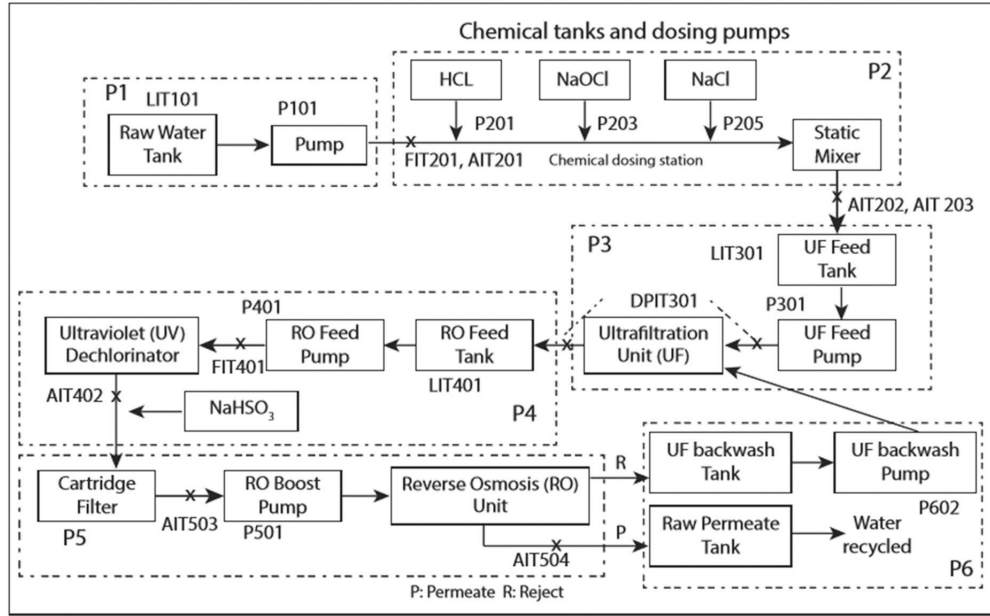 Chemical tanks and dosing pumps
P1
LIT101
Raw Water
Tank
P101
Pump
P2
HCL
NaOCl
NaCl
P201
P203
P205
FIT201, AIT201
Chemical dosing station
Static
Mixer
AIT202, AIT 203
P3
LIT301
UF Feed
Tank
P301
UF Feed
Pump
DPIT301
Ultrafiltration
Unit (UF)
P401
Ultraviolet (UV)
Dechlorinator
RO Feed
Pump
RO Feed
Tank
FIT401
LIT401
AIT402
NaHSO₃
P4
Cartridge
Filter
AIT503
RO Boost
Pump
P501
Reverse Osmosis (RO)
Unit
AIT504
P5
R
P
UF backwash
Tank
UF backwash
Pump
P602
Raw Permeate
Tank
Water
recycled
P6
P: Permeate R: Reject